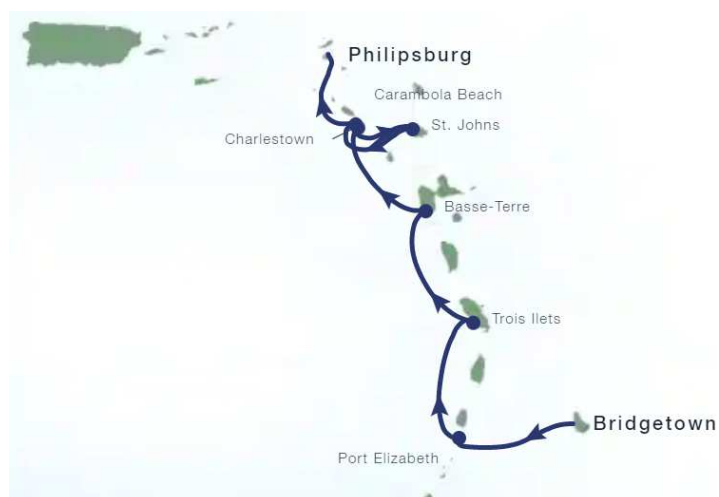 Philipsburg
Carambola Beach
St. Johns
Charlestown
Basse-Terre
Trois Ilets
Bridgetown
Port Elizabeth